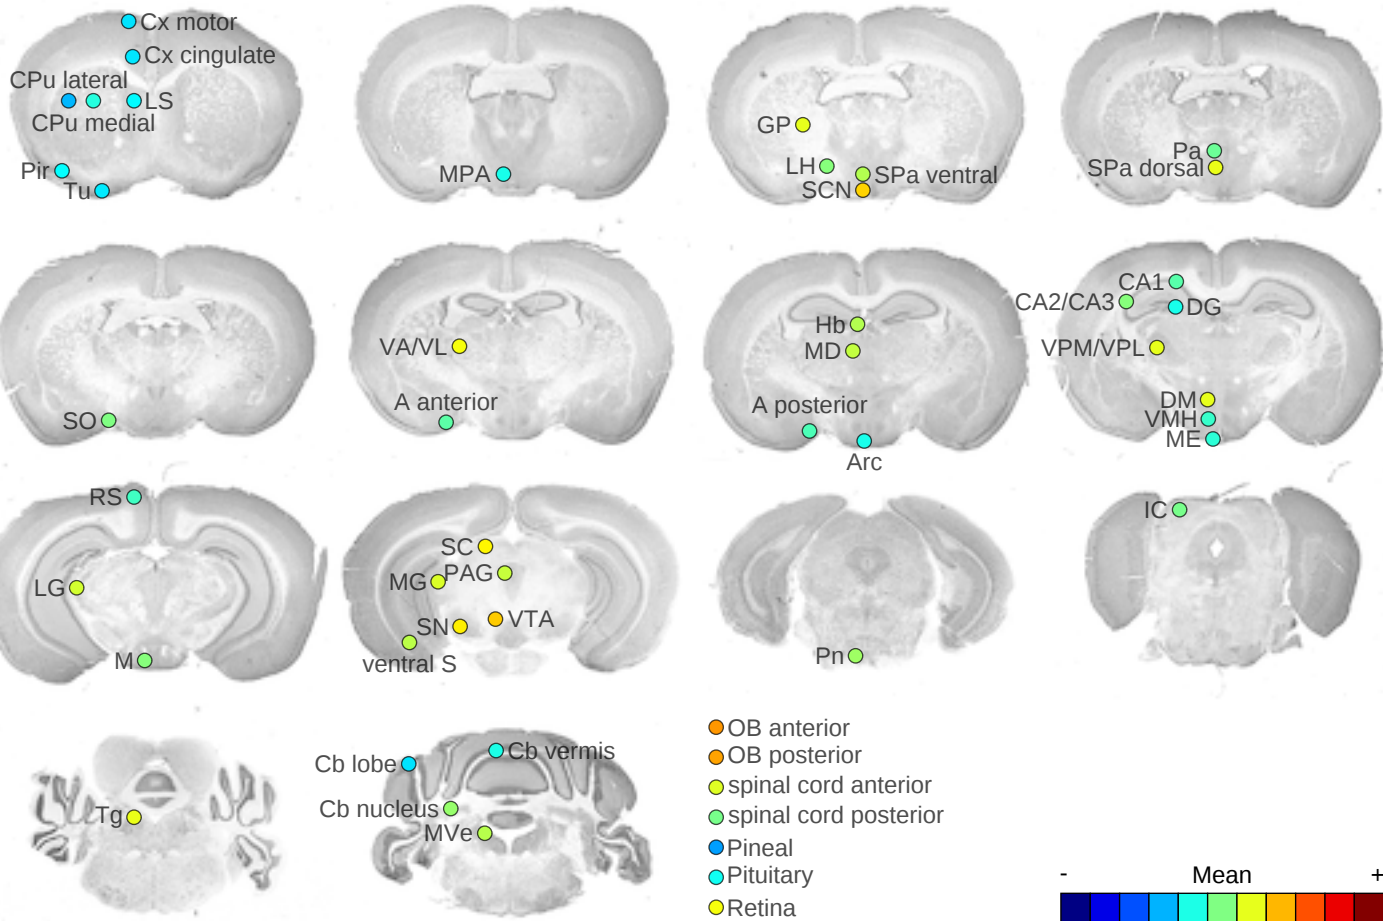 Cx motor
Cx cingulate
CPu lateral
LS
CPu medial
Pir
Tu
MPA
GP
LH
SPa ventral
SCN
Pa
SPa dorsal
SO
VA/VL
A anterior
Hb
MD
A posterior
Arc
CA1
CA2/CA3
DG
VPM/VPL
DM
VMH
ME
RS
LG
M
SC
PAG
MG
VTA
SN
ventral S
Pn
IC
Tg
Cb lobe
Cb vermis
Cb nucleus
MVe
OB anterior
OB posterior
spinal cord anterior
spinal cord posterior
Pineal
Pituitary
Retina
- Mean +